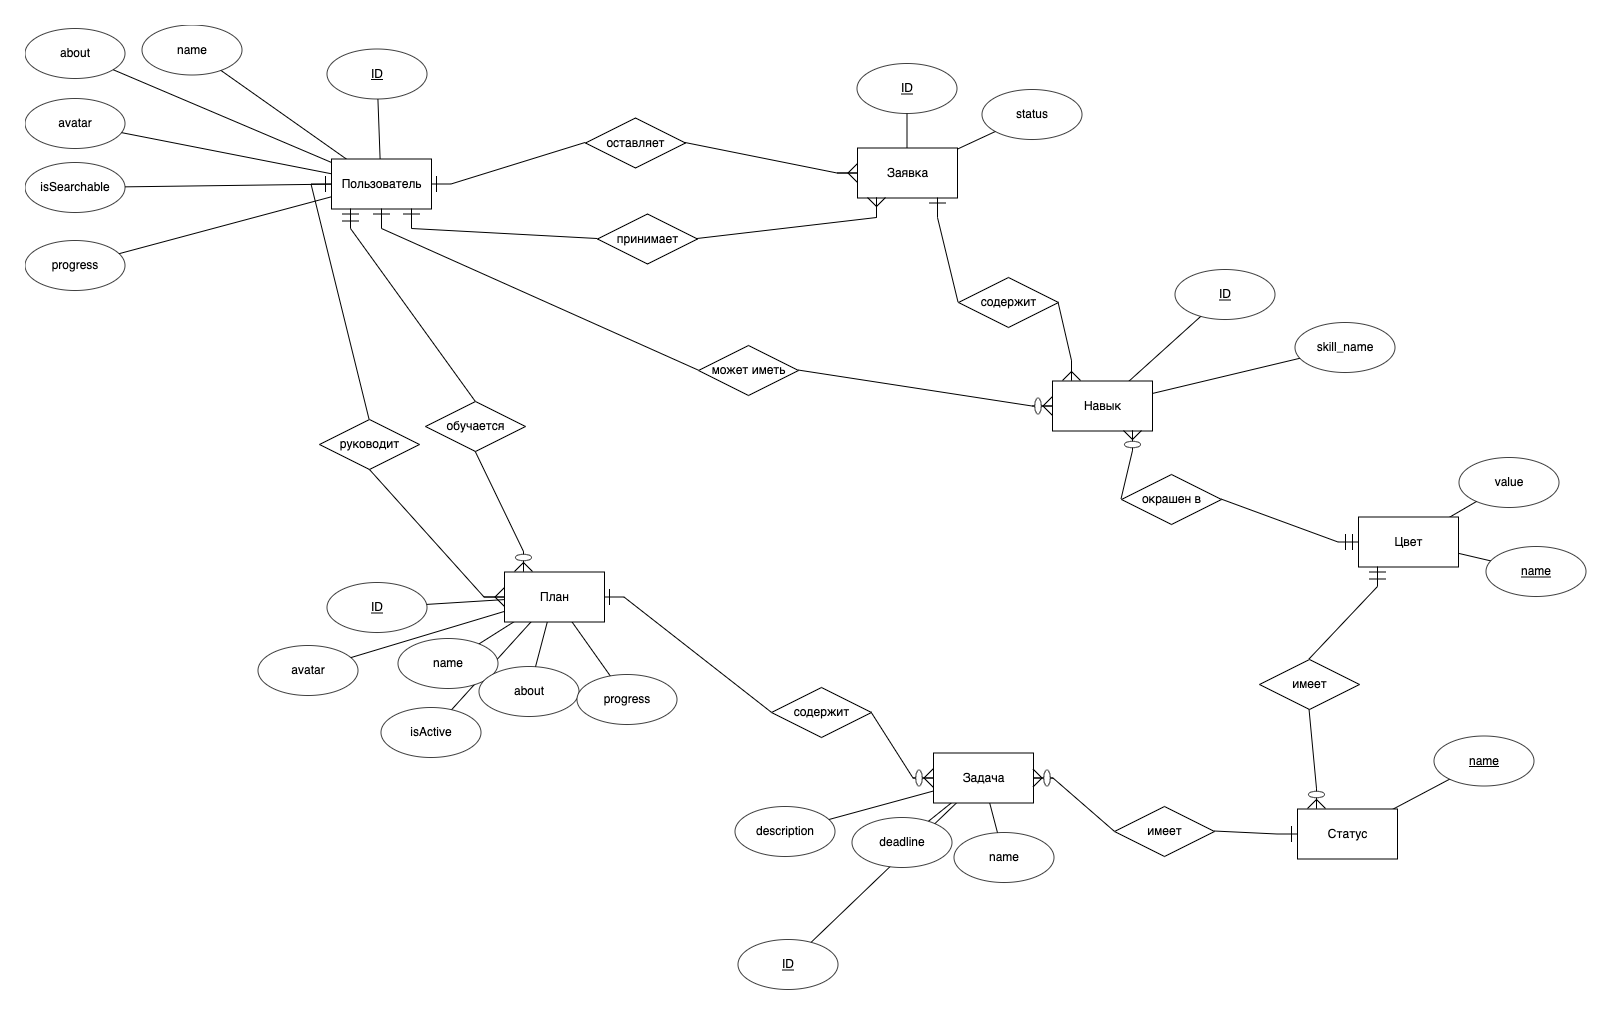 about
name
ID
ID
status
avatar
оставляет
isSearchable
Пользователь
Заявка
принимает
progress
содержит
ID
skill_name
может иметь
Навык
руководит
обучается
окрашен в
value
Цвет
name
План
ID
avatar
name
about
progress
isActive
содержит
имеет
name
Задача
description
deadline
name
имеет
Статус
ID